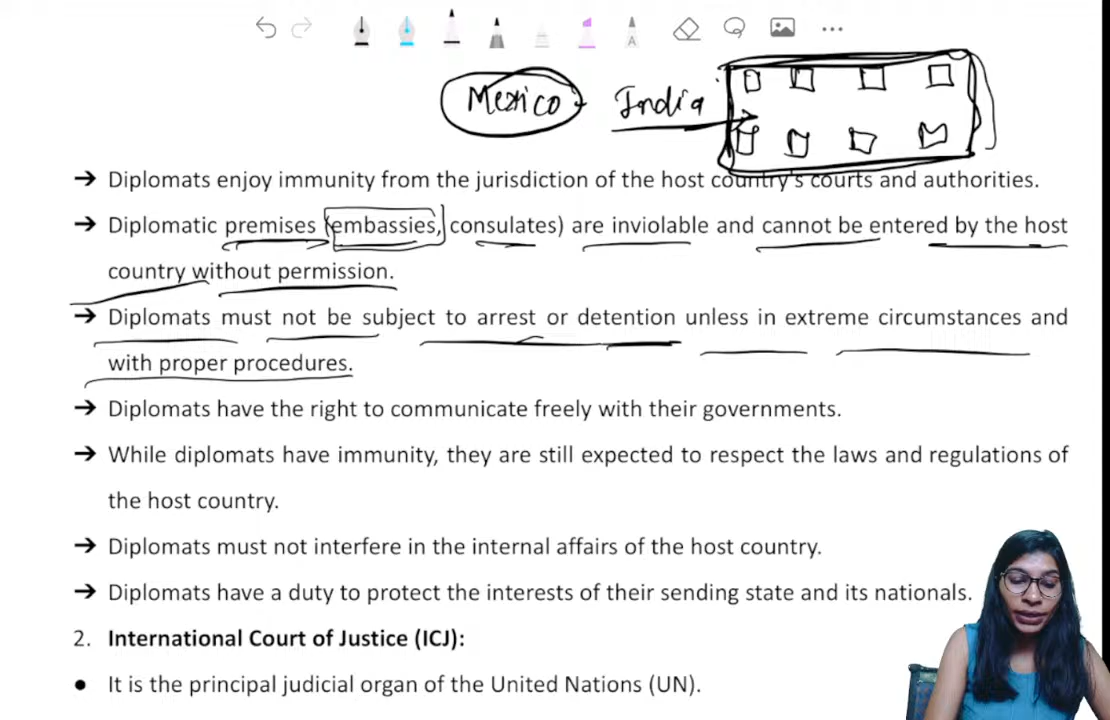 A
Mexico - India
→ Diplomats enjoy immunity from the jurisdiction of the host country's courts and authorities.
→ Diplomatic premises (embassies, consulates) are inviolable and cannot be entered by the host
country without permission.
→ Diplomats must not be subject to arrest or detention unless in extreme circumstances and
with proper procedures.
→ Diplomats have the right to communicate freely with their governments.
→ While diplomats have immunity, they are still expected to respect the laws and regulations of
the host country.
→ Diplomats must not interfere in the internal affairs of the host country.
→ Diplomats have a duty to protect the interests of their sending state and its nationals.
2. International Court of Justice (ICJ):
● It is the principal judicial organ of the United Nations (UN).